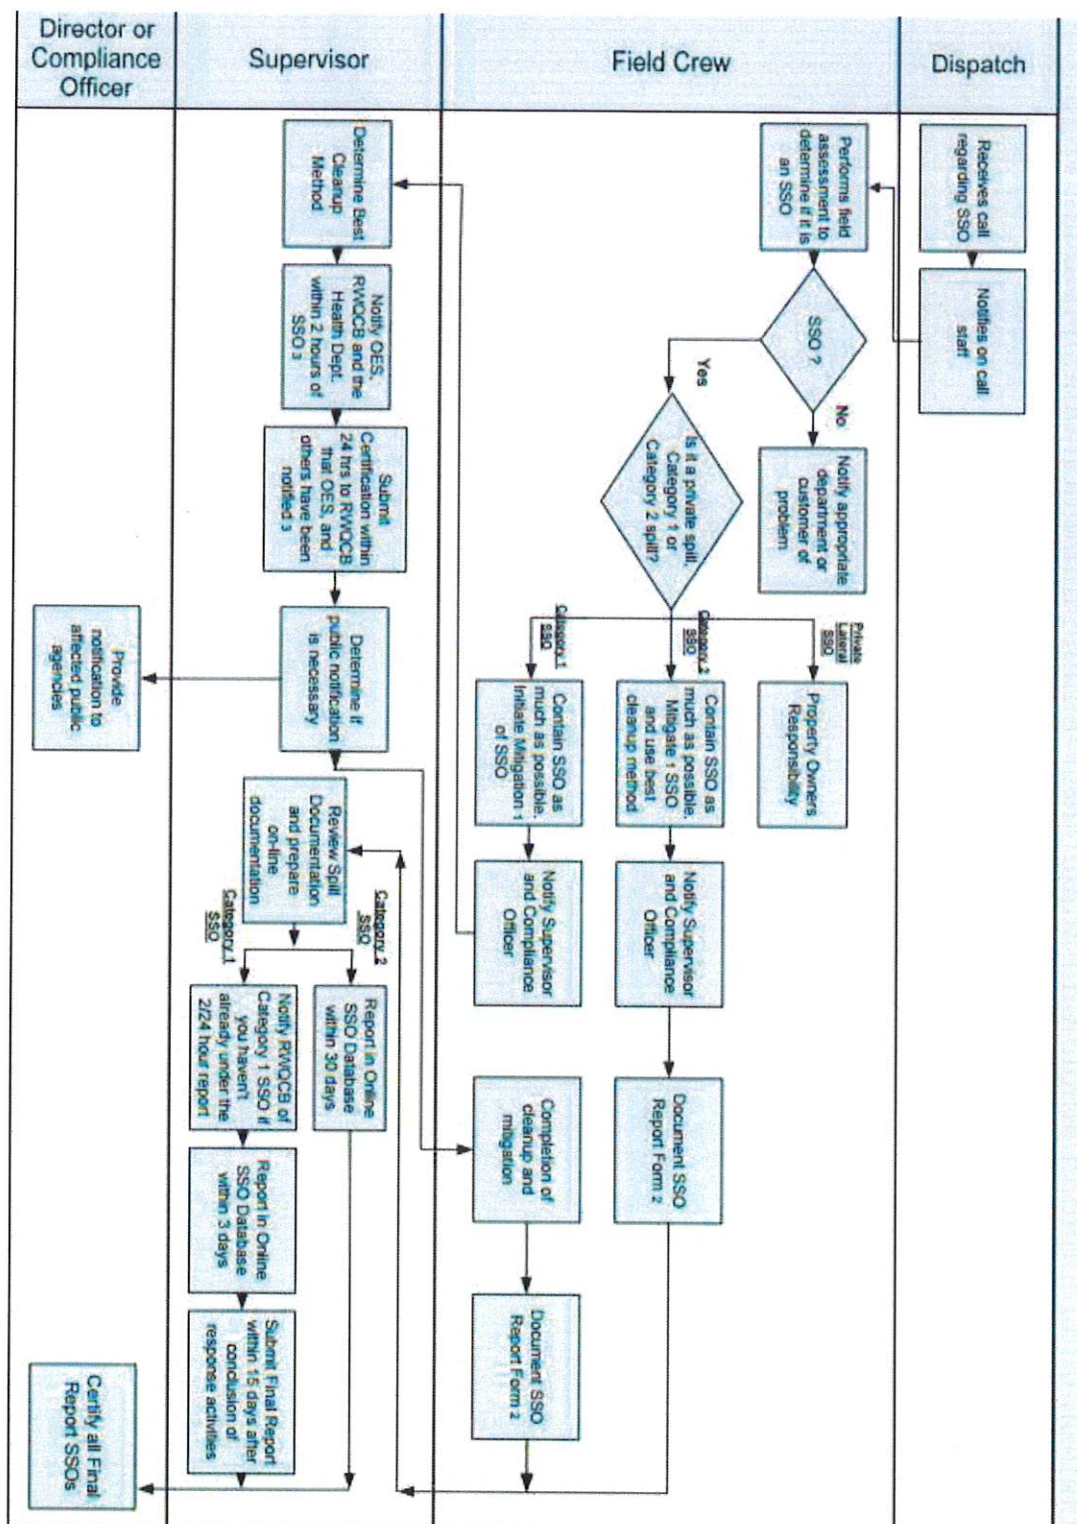 Director or
Compliance
Officer
Supervisor
Field Crew
Dispatch
Receives call
regarding SSO
Notifies on call
staff
Performs field
assessment to
determine if it is
an SSO
SSO ?
No
Yes
Notify appropriate
department or
customer of
problem
Is it a private spill,
Category 1 or
Category 2 spill?
Private
Lateral
SSO
Category 2
SSO
Category 1
SSO
Property Owners
Responsibility
Contain SSO as
much as possible.
Mitigate 1 SSO
and use best
cleanup method
Notify Supervisor
and Compliance
Officer
Document SSO
Report Form 2
Contain SSO as
much as possible.
Initiate Mitigation 1
of SSO
Notify Supervisor
and Compliance
Officer
Completion of
cleanup and
mitigation
Document SSO
Report Form 2
Determine Best
Cleanup
Method
Notify OES,
RWQCB and the
Health Dept.
within 2 hours of
SSO 3
Submit
Certification within
24 hrs to RWQCB
that OES, and
others have been
notified 3
Determine if
public notification
is necessary
Review Spill
Documentation
and prepare
on-line
documentation
Category 2
SSO
Category 1
SSO
Report in Online
SSO Database
within 30 days
Notify RWQCB of
Category 1 SSO if
you haven't
already under the
2/24 hour report
Report in Online
SSO Database
within 3 days
Submit Final Report
within 15 days after
conclusion of
response activities
Provide
notification to
affected public
agencies
Certify all Final
Report SSOs